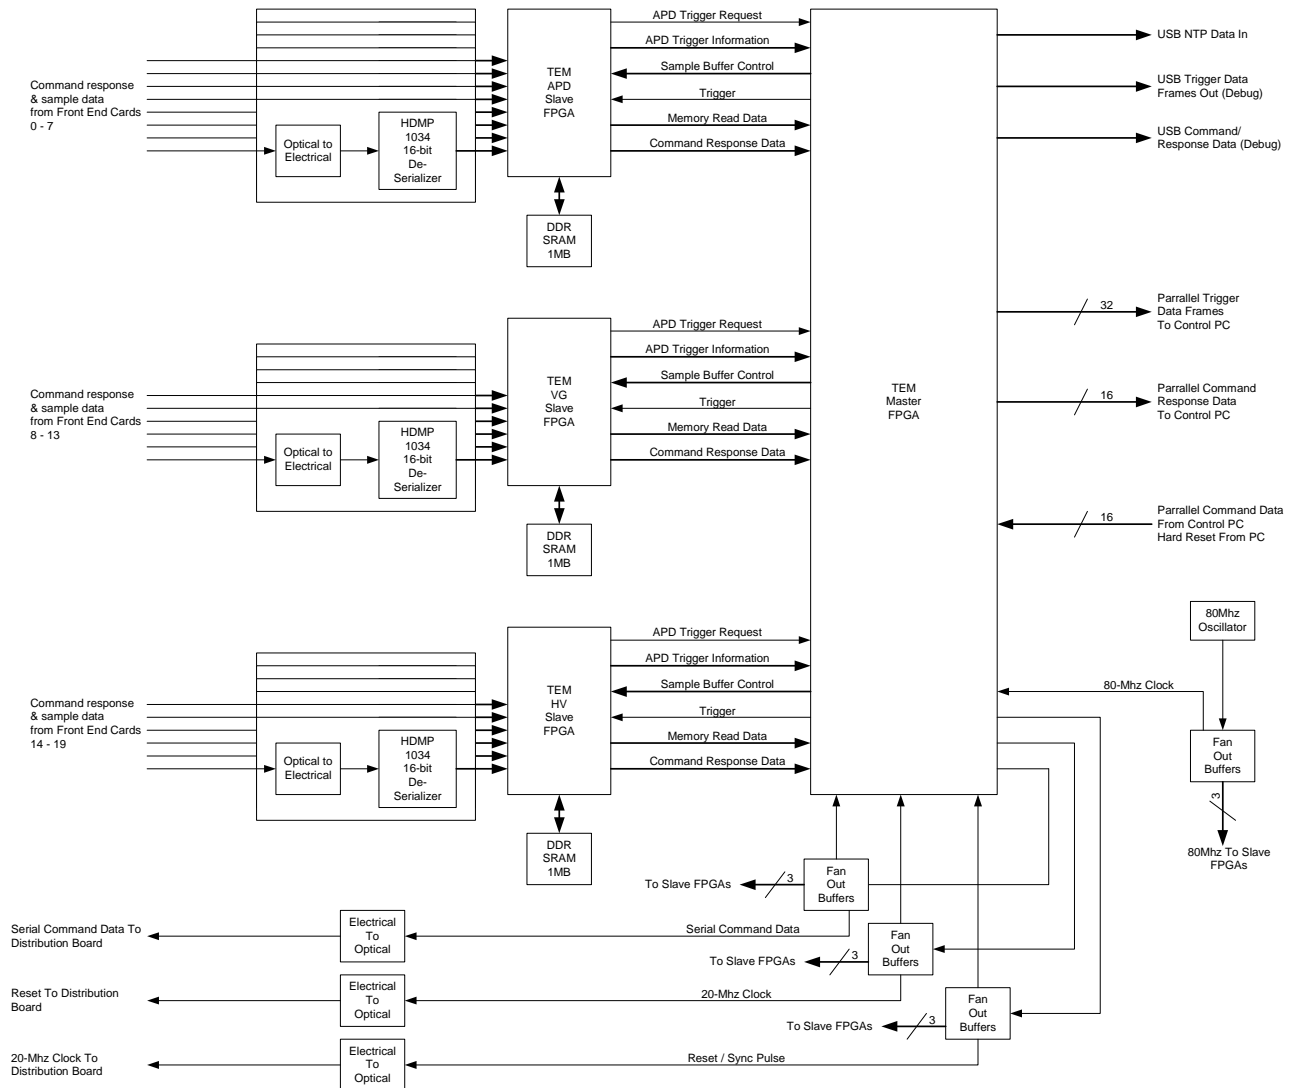 APD Trigger Request
APD Trigger Information
Sample Buffer Control
Trigger
Memory Read Data
Command Response Data
Command response
& sample data
from Front End Cards
0 - 7
Optical to
Electrical
HDMP
1034
16-bit
De-
Serializer
TEM
APD
Slave
FPGA
DDR
SRAM
1MB
USB NTP Data In
USB Trigger Data
Frames Out (Debug)
USB Command/
Response Data (Debug)
32
Parrallel Trigger
Data Frames
To Control PC
APD Trigger Request
APD Trigger Information
Sample Buffer Control
Trigger
Memory Read Data
Command Response Data
Command response
& sample data
from Front End Cards
8 - 13
Optical to
Electrical
HDMP
1034
16-bit
De-
Serializer
TEM
VG
Slave
FPGA
DDR
SRAM
1MB
TEM
Master
FPGA
16
Parallel Command
Response Data
To Control PC
16
Parallel Command Data
From Control PC
Hard Reset From PC
80Mhz
Oscillator
80-Mhz Clock
Fan
Out
Buffers
3
80Mhz To Slave
FPGAs
APD Trigger Request
APD Trigger Information
Sample Buffer Control
Trigger
Memory Read Data
Command Response Data
Command response
& sample data
from Front End Cards
14 - 19
Optical to
Electrical
HDMP
1034
16-bit
De-
Serializer
TEM
HV
Slave
FPGA
DDR
SRAM
1MB
To Slave FPGAs
3
Fan
Out
Buffers
Serial Command Data To
Distribution Board
Electrical
To
Optical
Serial Command Data
To Slave FPGAs
3
Fan
Out
Buffers
Reset To Distribution
Board
Electrical
To
Optical
20-Mhz Clock
To Slave FPGAs
3
Fan
Out
Buffers
20-Mhz Clock To
Distribution Board
Electrical
To
Optical
Reset / Sync Pulse